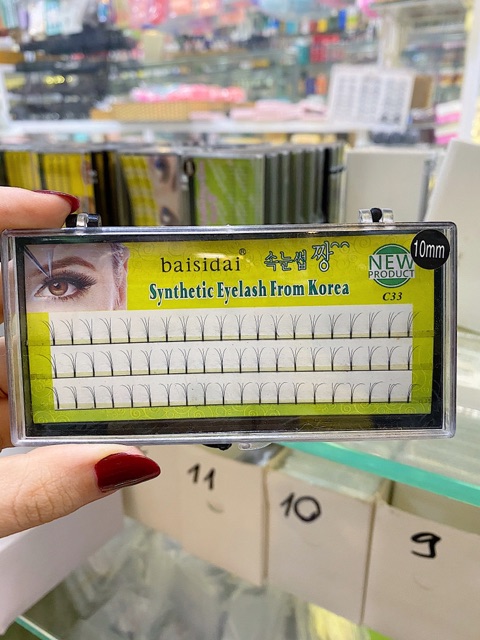 baisidai® 속눈썹 짱^^
Synthetic Eyelash From Korea
NEW
PRODUCT
C33
10mm
11
10
9